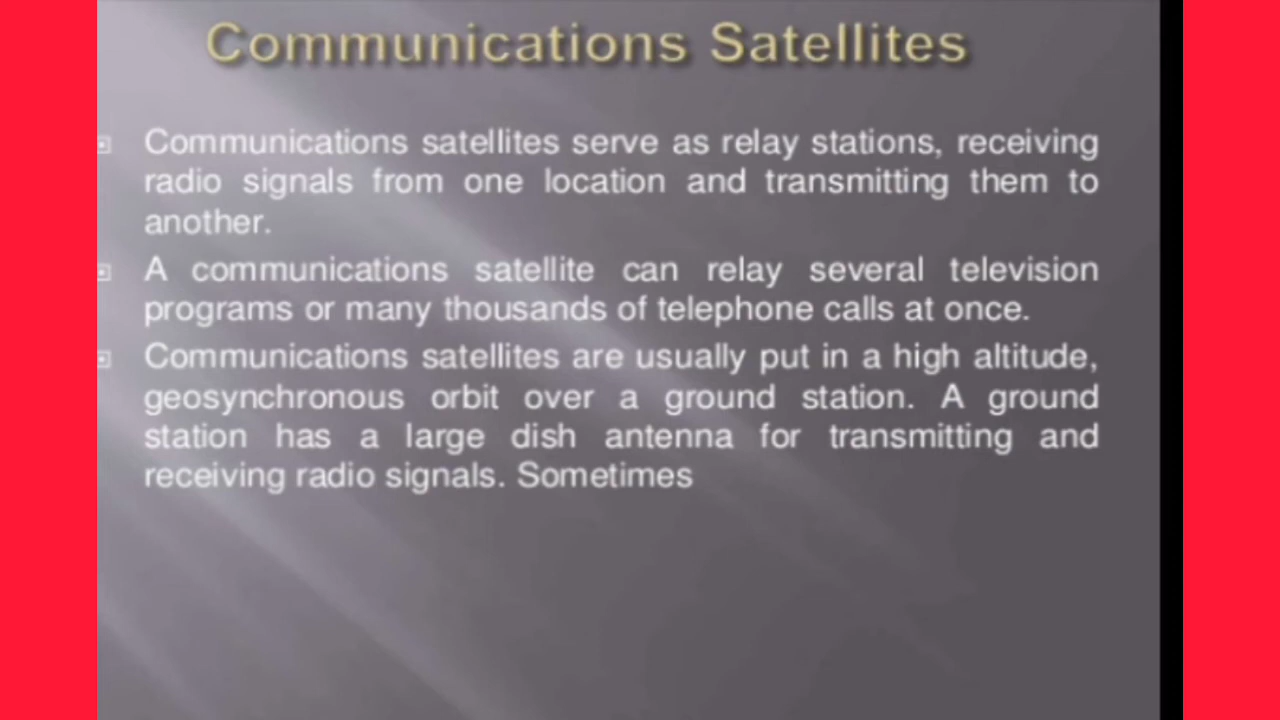 Communications Satellites
Communications satellites serve as relay stations, receiving
radio signals from one location and transmitting them to
another.
A communications satellite can relay several television
programs or many thousands of telephone calls at once.
Communications satellites are usually put in a high altitude,
geosynchronous orbit over a ground station. A ground
station has a large dish antenna for transmitting and
receiving radio signals. Sometimes